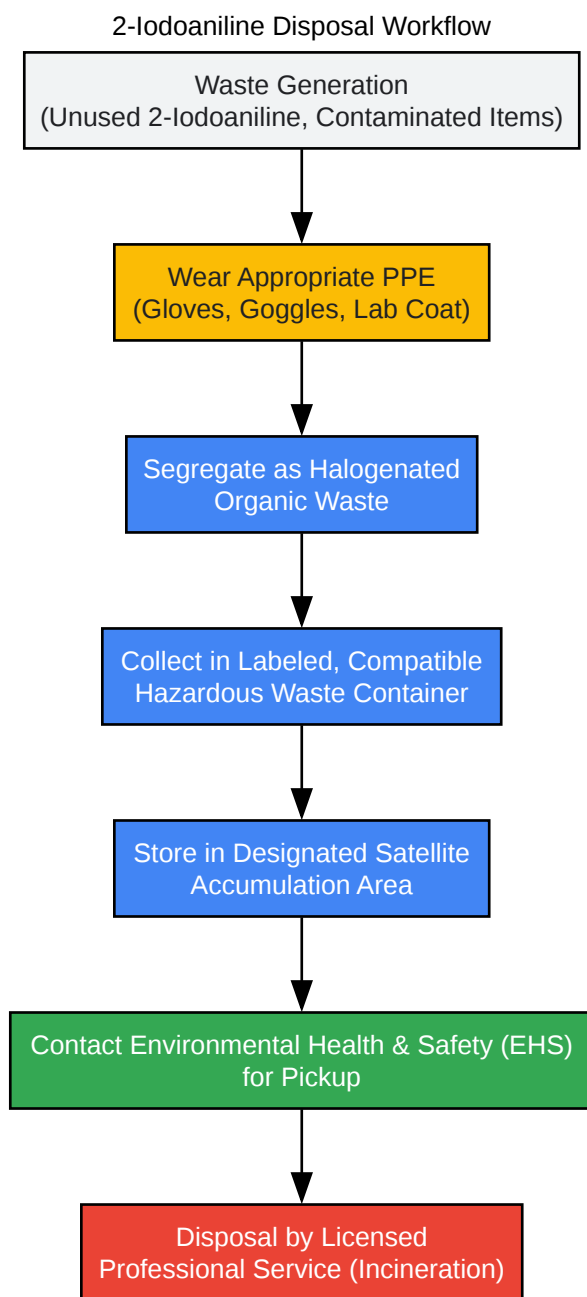 2-Iodoaniline Disposal Workflow
Waste Generation
(Unused 2-Iodoaniline, Contaminated Items)
Wear Appropriate PPE
(Gloves, Goggles, Lab Coat)
Segregate as Halogenated
Organic Waste
Collect in Labeled, Compatible
Hazardous Waste Container
Store in Designated Satellite
Accumulation Area
Contact Environmental Health & Safety (EHS)
for Pickup
Disposal by Licensed
Professional Service (Incineration)